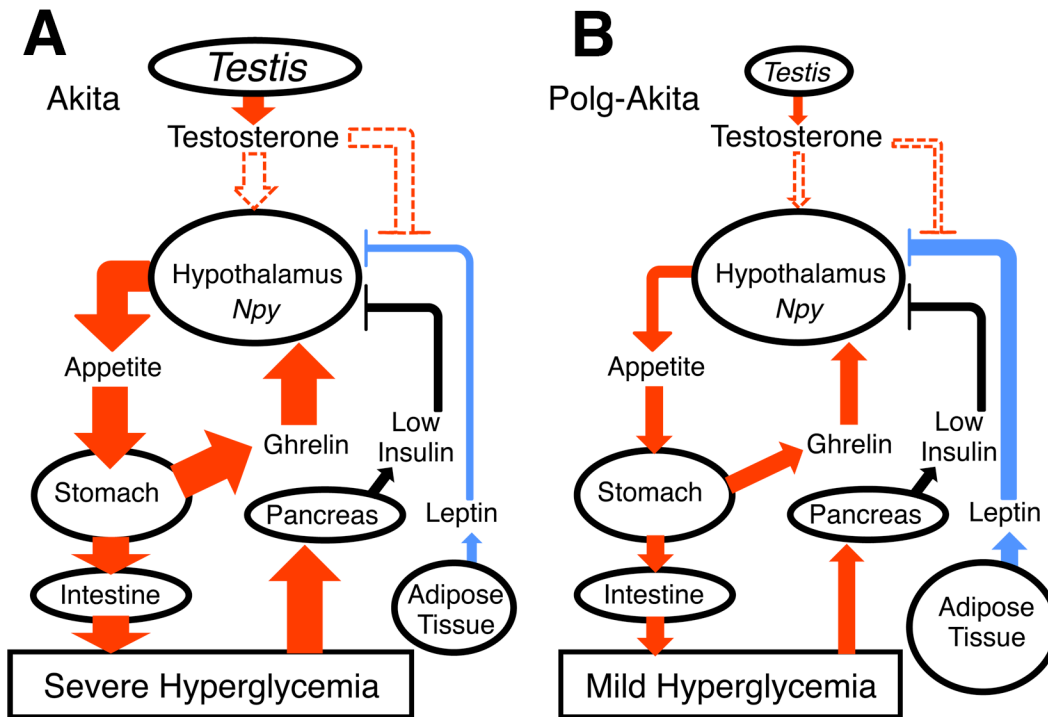 A
Akita
Testis
Testosterone
Hypothalamus
Npy
Appetite
Ghrelin
Low
Insulin
Stomach
Pancreas
Leptin
Intestine
Adipose
Tissue
Severe Hyperglycemia
B
Polg-Akita
Testis
Testosterone
Hypothalamus
Npy
Appetite
Ghrelin
Low
Insulin
Stomach
Pancreas
Leptin
Intestine
Adipose
Tissue
Mild Hyperglycemia